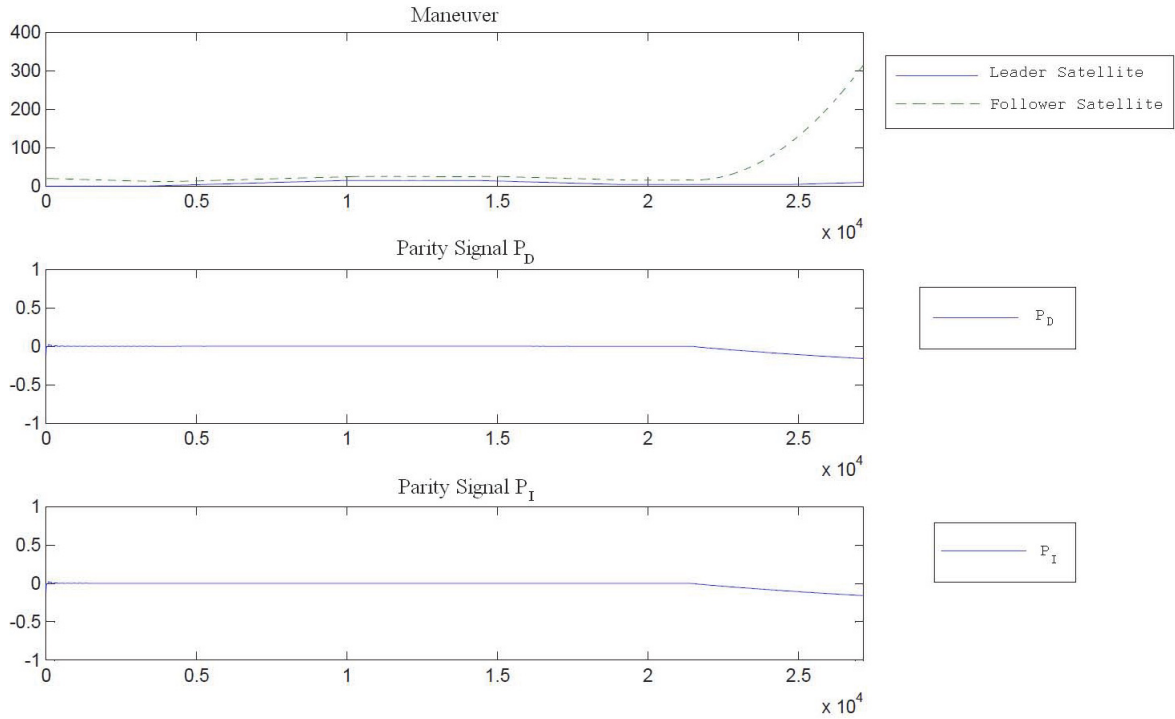 Maneuver
400
300
200
100
0
0 0.5 1 1.5 2 2.5
x 10^4
Leader Satellite
Follower Satellite
Parity Signal P_D
1
0.5
0
-0.5
-1
0 0.5 1 1.5 2 2.5
x 10^4
P_D
Parity Signal P_I
1
0.5
0
-0.5
-1
0 0.5 1 1.5 2 2.5
x 10^4
P_I